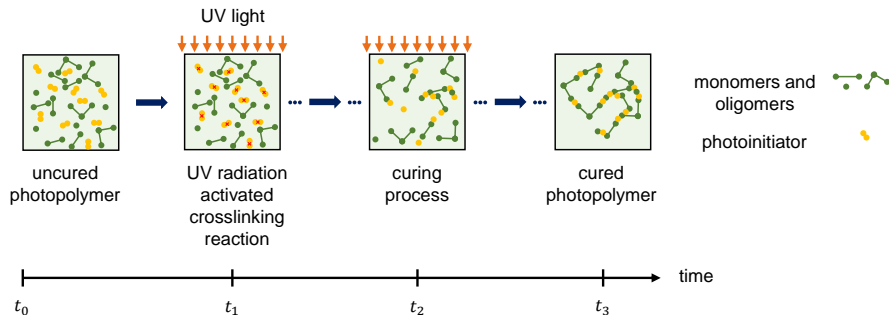 UV light
... ...
... ...
uncured
photopolymer
UV radiation
activated
crosslinking
reaction
curing
process
cured
photopolymer
monomers and
oligomers
photoinitiator
time
t0
t1
t2
t3